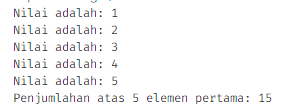 Nilai adalah: 1
Nilai adalah: 2
Nilai adalah: 3
Nilai adalah: 4
Nilai adalah: 5
Penjumlahan atas 5 elemen pertama: 15